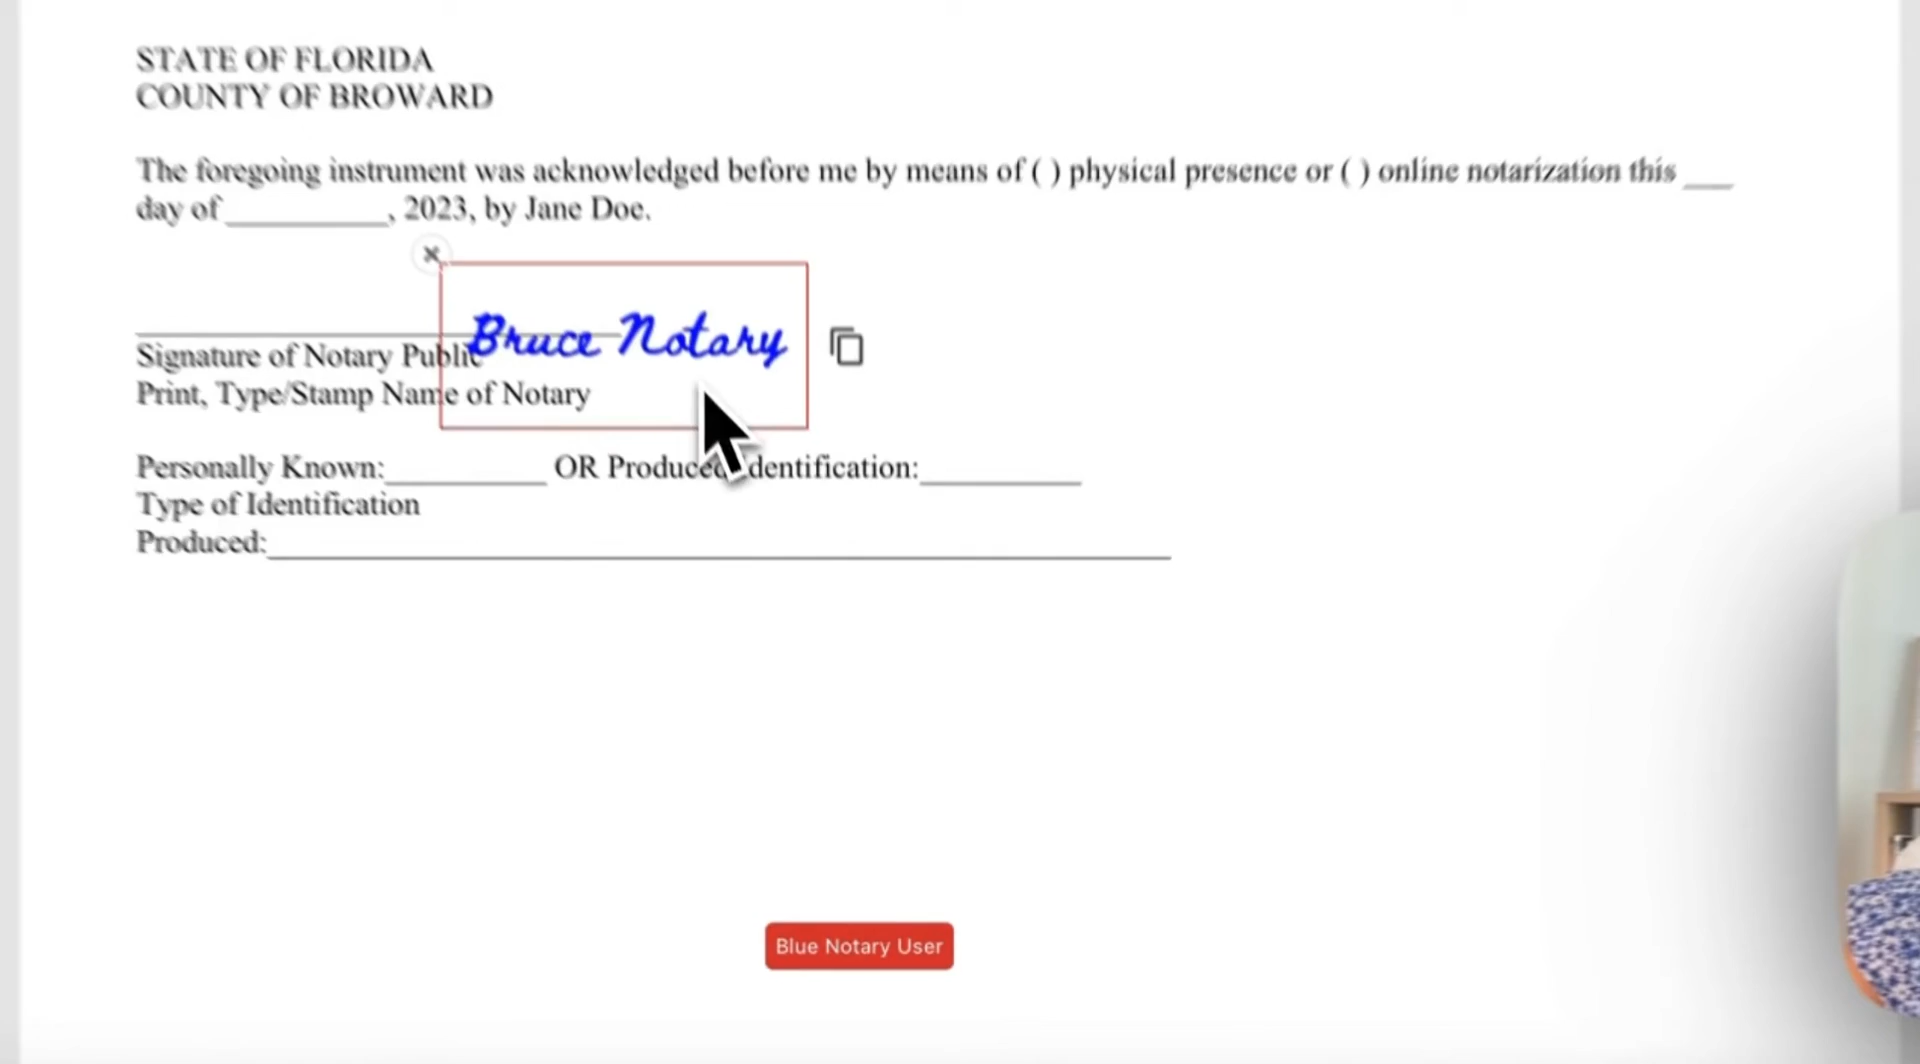 STATE OF FLORIDA
COUNTY OF BROWARD
The foregoing instrument was acknowledged before me by means of ( ) physical presence or ( ) online notarization this ___
day of __________, 2023, by Jane Doe.
Bruce Notary
Signature of Notary Public
Print, Type/Stamp Name of Notary
Personally Known:__________ OR Produced Identification:__________
Type of Identification
Produced:________________________________________________________
Blue Notary User